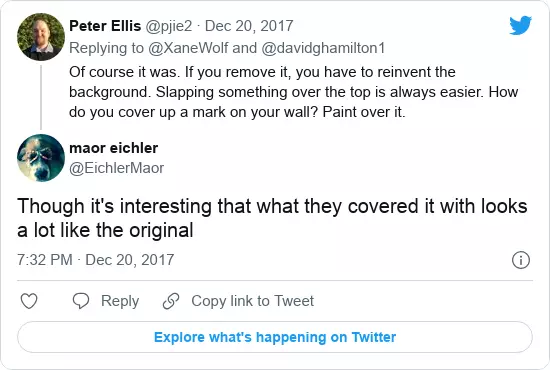 Peter Ellis @pjie2 · Dec 20, 2017
Replying to @XaneWolf and @davidghamilton1
Of course it was. If you remove it, you have to reinvent the
background. Slapping something over the top is always easier. How
do you cover up a mark on your wall? Paint over it.
maor eichler
@EichlerMaor
Though it's interesting that what they covered it with looks
a lot like the original
7:32 PM · Dec 20, 2017
Reply
Copy link to Tweet
Explore what's happening on Twitter